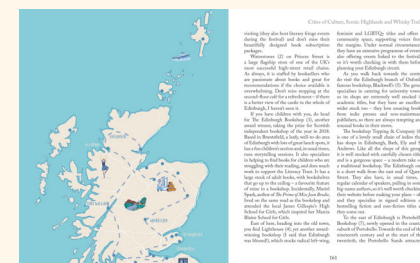 Cities of Culture, Scenic Highlands and Whisky Trail
visiting (they also host literary fringe events
during the festival) and don't miss their
beautifully designed book subscription
packages.
Waterstones (2) on Princes Street is
a large flagship store of one of the UK's
most successful high-street retail chains.
As always, it is staffed by booksellers who
are passionate about books and great for
recommendations if the choice available is
overwhelming. Don't miss stopping at the
second-floor café for a refreshment – if there
is a better view of the castle in the whole of
Edinburgh, I haven't seen it.
If you have children with you, do head
for The Edinburgh Bookshop (3), another
award winner, taking the prize for Scottish
independent bookshop of the year in 2018.
Based in Bruntsfield, a leafy, well-to-do area
of Edinburgh with lots of great lunch spots, it
has a fun children's section and, in usual times,
runs storytelling sessions. It also specialises
in helping to find books for children who are
struggling with their reading, and does much
work to support the Literacy Trust. It has a
large stock of adult books, with bookshelves
that go up to the ceiling – a favourite feature
of mine in a bookshop. Incidentally, Muriel
Spark, author of The Prime of Miss Jean Brodie,
lived on the same road as the bookshop and
attended the local James Gillespie's High
School for Girls, which inspired her Marcia
Blaine School for Girls.
East of here, heading into the old town,
you find Lighthouse (4), yet another award-
winning bookshop (I said that Edinburgh
was blessed!), which stocks radical left-wing,
feminist and LGBTQ+ titles and offers
community space, supporting voices from
the margins. Under normal circumstances
they have an extensive programme of events
also offering events linked to the festival,
so it's worth checking in with them before
planning your Edinburgh circuit.
As you walk back towards the centre
do visit the Edinburgh branch of Oxford's
famous bookshop, Blackwell's (5). The group
specialises in catering for university towns
so its shops are extremely well stocked in
academic titles, but they have an excellent
wider stock too – they love sourcing books
from indie presses and non-mainstream
publishers, so there are always tempting and
unusual books in their stores.
The bookshop Topping & Company (6)
is one of a lovely small chain of indies that
has shops in Edinburgh, Bath, Ely and St
Andrews. Like all the shops of this group
it is well stocked with carefully chosen titles
and is a gorgeous space – a modern take on
a traditional bookshop. The Edinburgh one
is a short walk from the east end of Queen
Street. They also have, in usual times, a
regular calendar of speakers, pulling in some
big-name authors, so it's well worth checking
their website before making your plans – oh,
and they specialise in signed editions of
bestselling fiction and non-fiction titles as
they come out.
To the east of Edinburgh is Portobello
Bookshop (7), newly opened in the coastal
suburb of Portobello. Towards the end of the
nineteenth century and at the start of the
twentieth, the Portobello Sands attracted
161